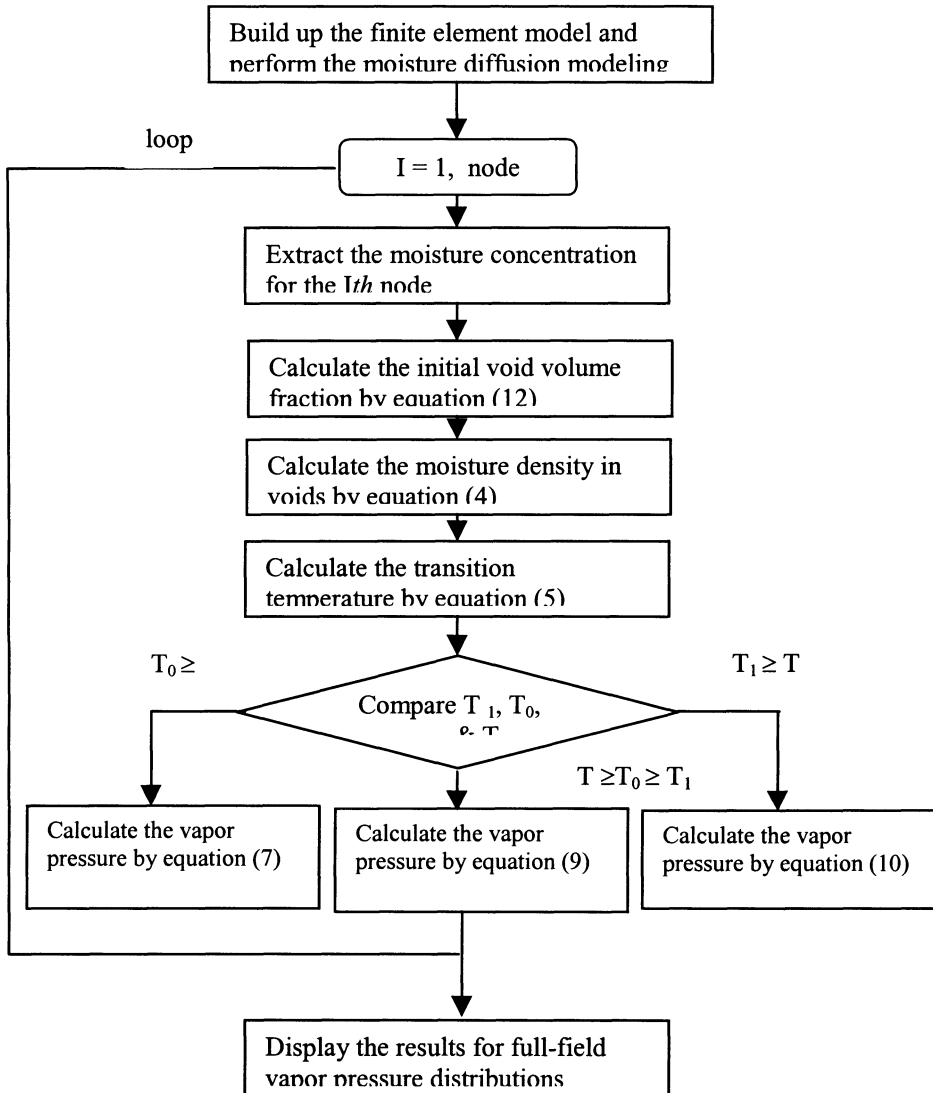 Build up the finite element model and
perform the moisture diffusion modeling
loop
I = 1, node
Extract the moisture concentration
for the Ith node
Calculate the initial void volume
fraction by equation (12)
Calculate the moisture density in
voids by equation (4)
Calculate the transition
temperature by equation (5)
T₀ ≥
T₁ ≥ T
Compare T ₁, T₀,
& T
T ≥T₀ ≥ T₁
Calculate the vapor
pressure by equation (7)
Calculate the vapor
pressure by equation (9)
Calculate the vapor
pressure by equation (10)
Display the results for full-field
vapor pressure distributions